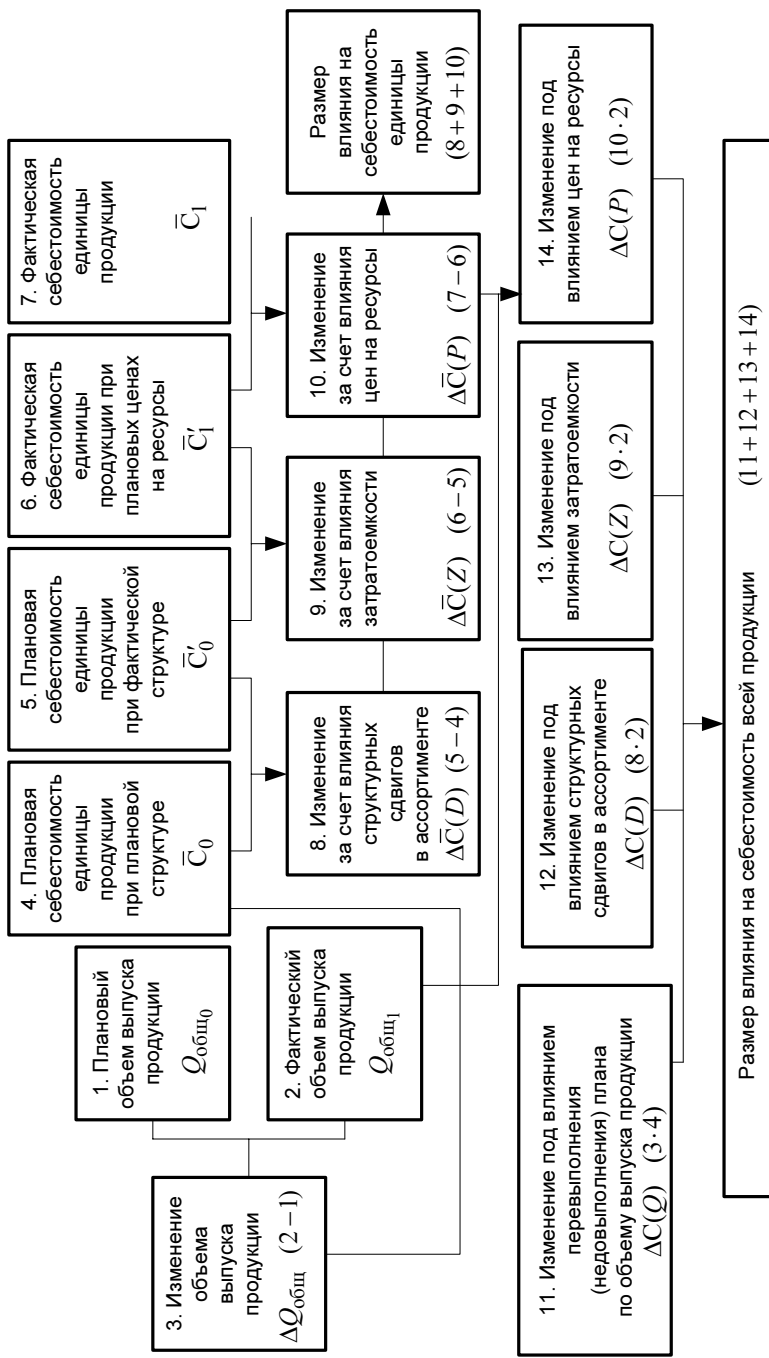 1. Плановый
объем выпуска
продукции
Qобщ0
2. Фактический
объем выпуска
продукции
Qобщ1
3. Изменение
объема
выпуска
продукции
ΔQобщ (2 – 1)
4. Плановая
себестоимость
единицы
продукции
при плановой
структуре
C̅0
5. Плановая
себестоимость
единицы
продукции
при фактической
структуре
C̅′0
6. Фактическая
себестоимость
единицы
продукции при
плановых ценах
на ресурсы
C̅′1
7. Фактическая
себестоимость
единицы
продукции
C̅1
8. Изменение
за счет влияния
структурных
сдвигов
в ассортименте
ΔC̅(D) (5 – 4)
9. Изменение
за счет влияния
затратоемкости
ΔC̅(Z) (6 – 5)
10. Изменение
за счет влияния
цен на ресурсы
ΔC̅(P) (7 – 6)
Размер
влияния на
себестоимость
единицы
продукции
(8 + 9 + 10)
11. Изменение под влиянием
перевыполнения
(недовыполнения) плана
по объему выпуска продукции
ΔC(Q) (3 · 4)
12. Изменение под
влиянием структурных
сдвигов в ассортименте
ΔC(D) (8 · 2)
13. Изменение под
влиянием затратоемкости
ΔC(Z) (9 · 2)
14. Изменение под
влиянием цен на ресурсы
ΔC(P) (10 · 2)
Размер влияния на себестоимость всей продукции (11 + 12 + 13 + 14)